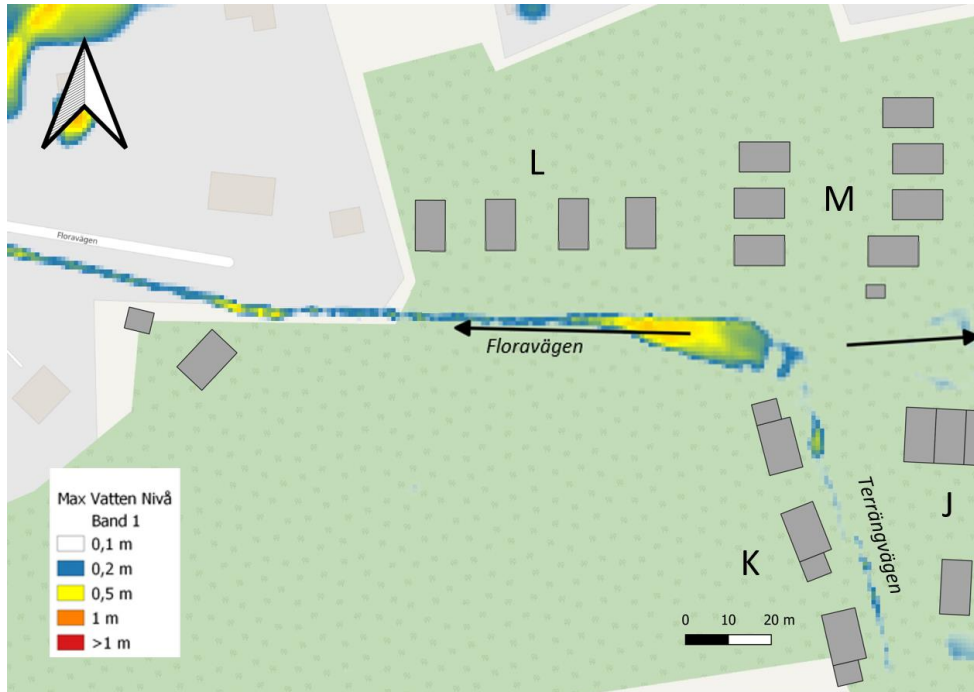 L
M
Floravägen
Floravägen
J
K
Terrängvägen
Max Vatten Nivå
Band 1
0,1 m
0,2 m
0,5 m
1 m
>1 m
0 10 20 m